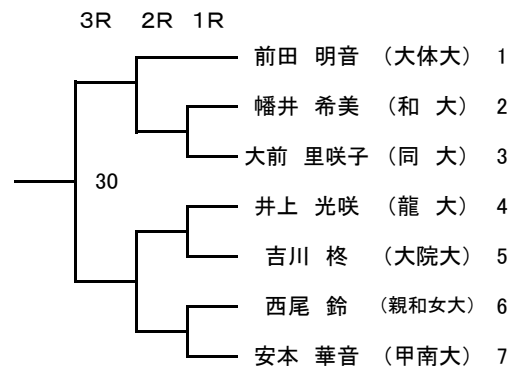 ３R　２R　１R
前田　明音　（大体大）　1
幡井　希美　（和　大）　2
大前　里咲子（同　大）　3
30
井上　光咲　（龍　大）　4
吉川　柊　（大院大）　5
西尾　鈴　（親和女大）　6
安本　華音　（甲南大）　7